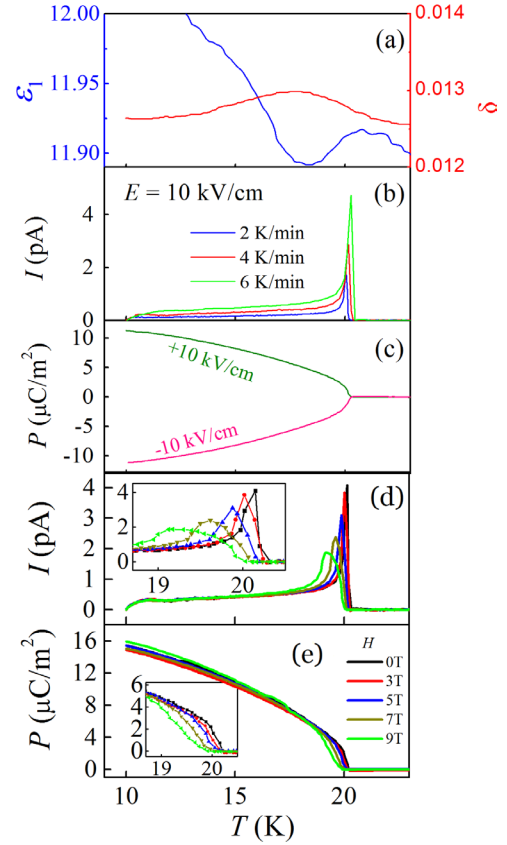 12.00
11.95
11.90
ε1
(a)
0.014
0.013
0.012
δ
E = 10 kV/cm
(b)
2 K/min
4 K/min
6 K/min
4
2
0
I (pA)
(c)
+10 kV/cm
-10 kV/cm
10
5
0
-5
-10
P (μC/m²)
(d)
4
3
2
1
0
I (pA)
4
2
0
19
20
(e)
H
0T
3T
5T
7T
9T
16
12
8
4
0
P (μC/m²)
6
4
2
0
19
20
10
15
20
T (K)